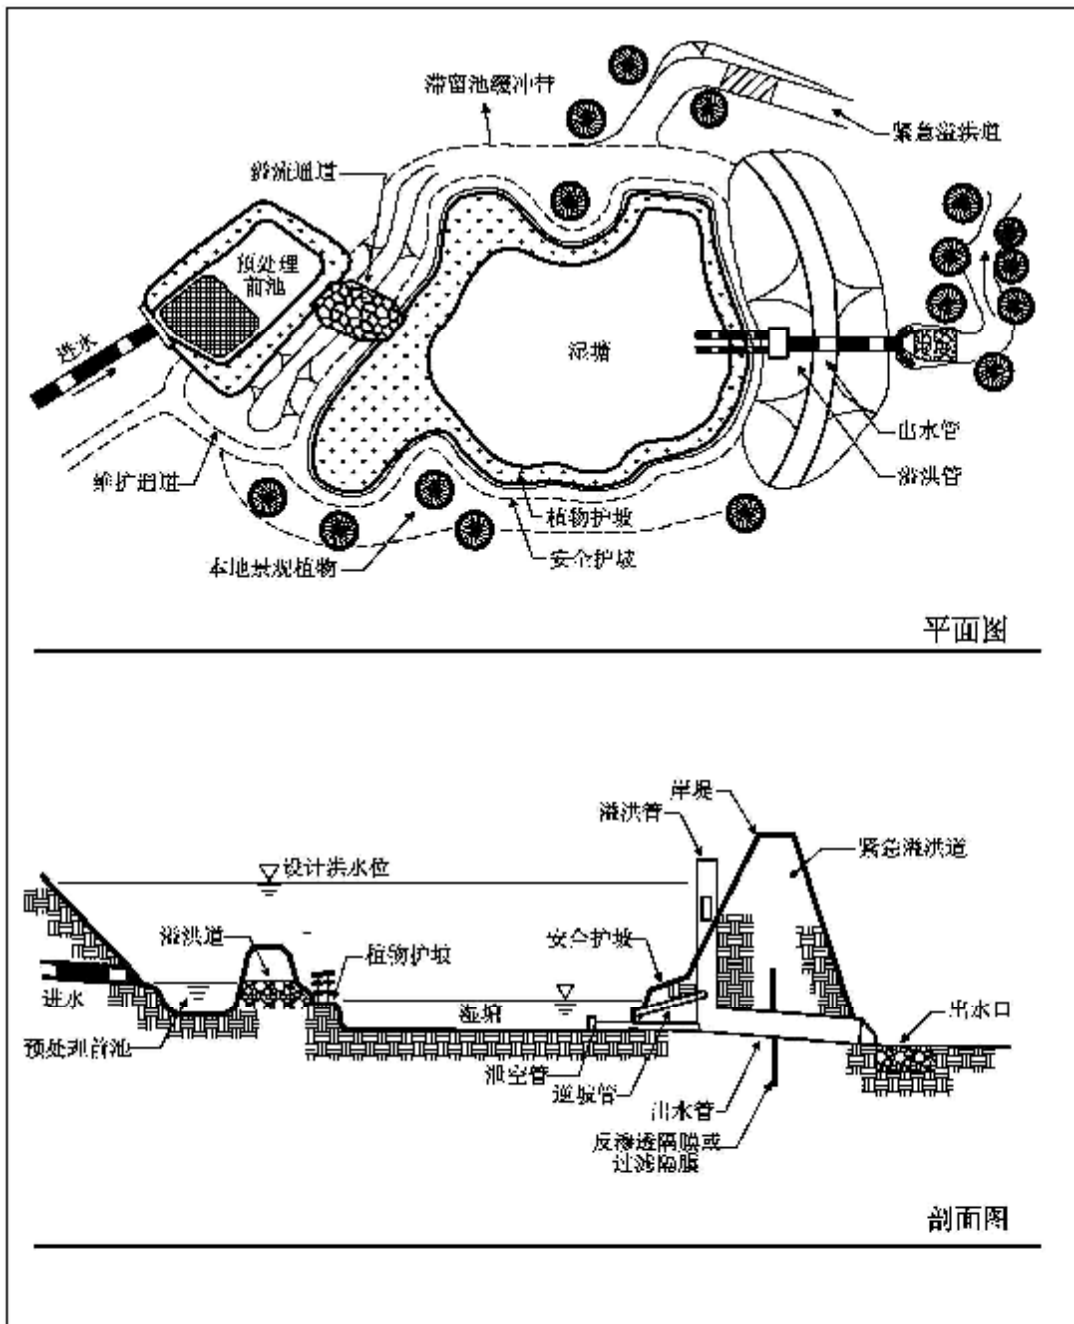 滞留池缓冲带
紧急溢洪道
溢流通道
预处理
前池
进水
湿塘
出水管
溢洪管
维护通道
植物护坡
安全护坡
本地景观植物
平面图
岸堤
溢洪管
紧急溢洪道
设计洪水位
溢洪道
植物护坡
安全护坡
进水
湿塘
出水口
预处理前池
泄空管
逆坡管
出水管
反渗透隔膜或
过滤隔膜
剖面图